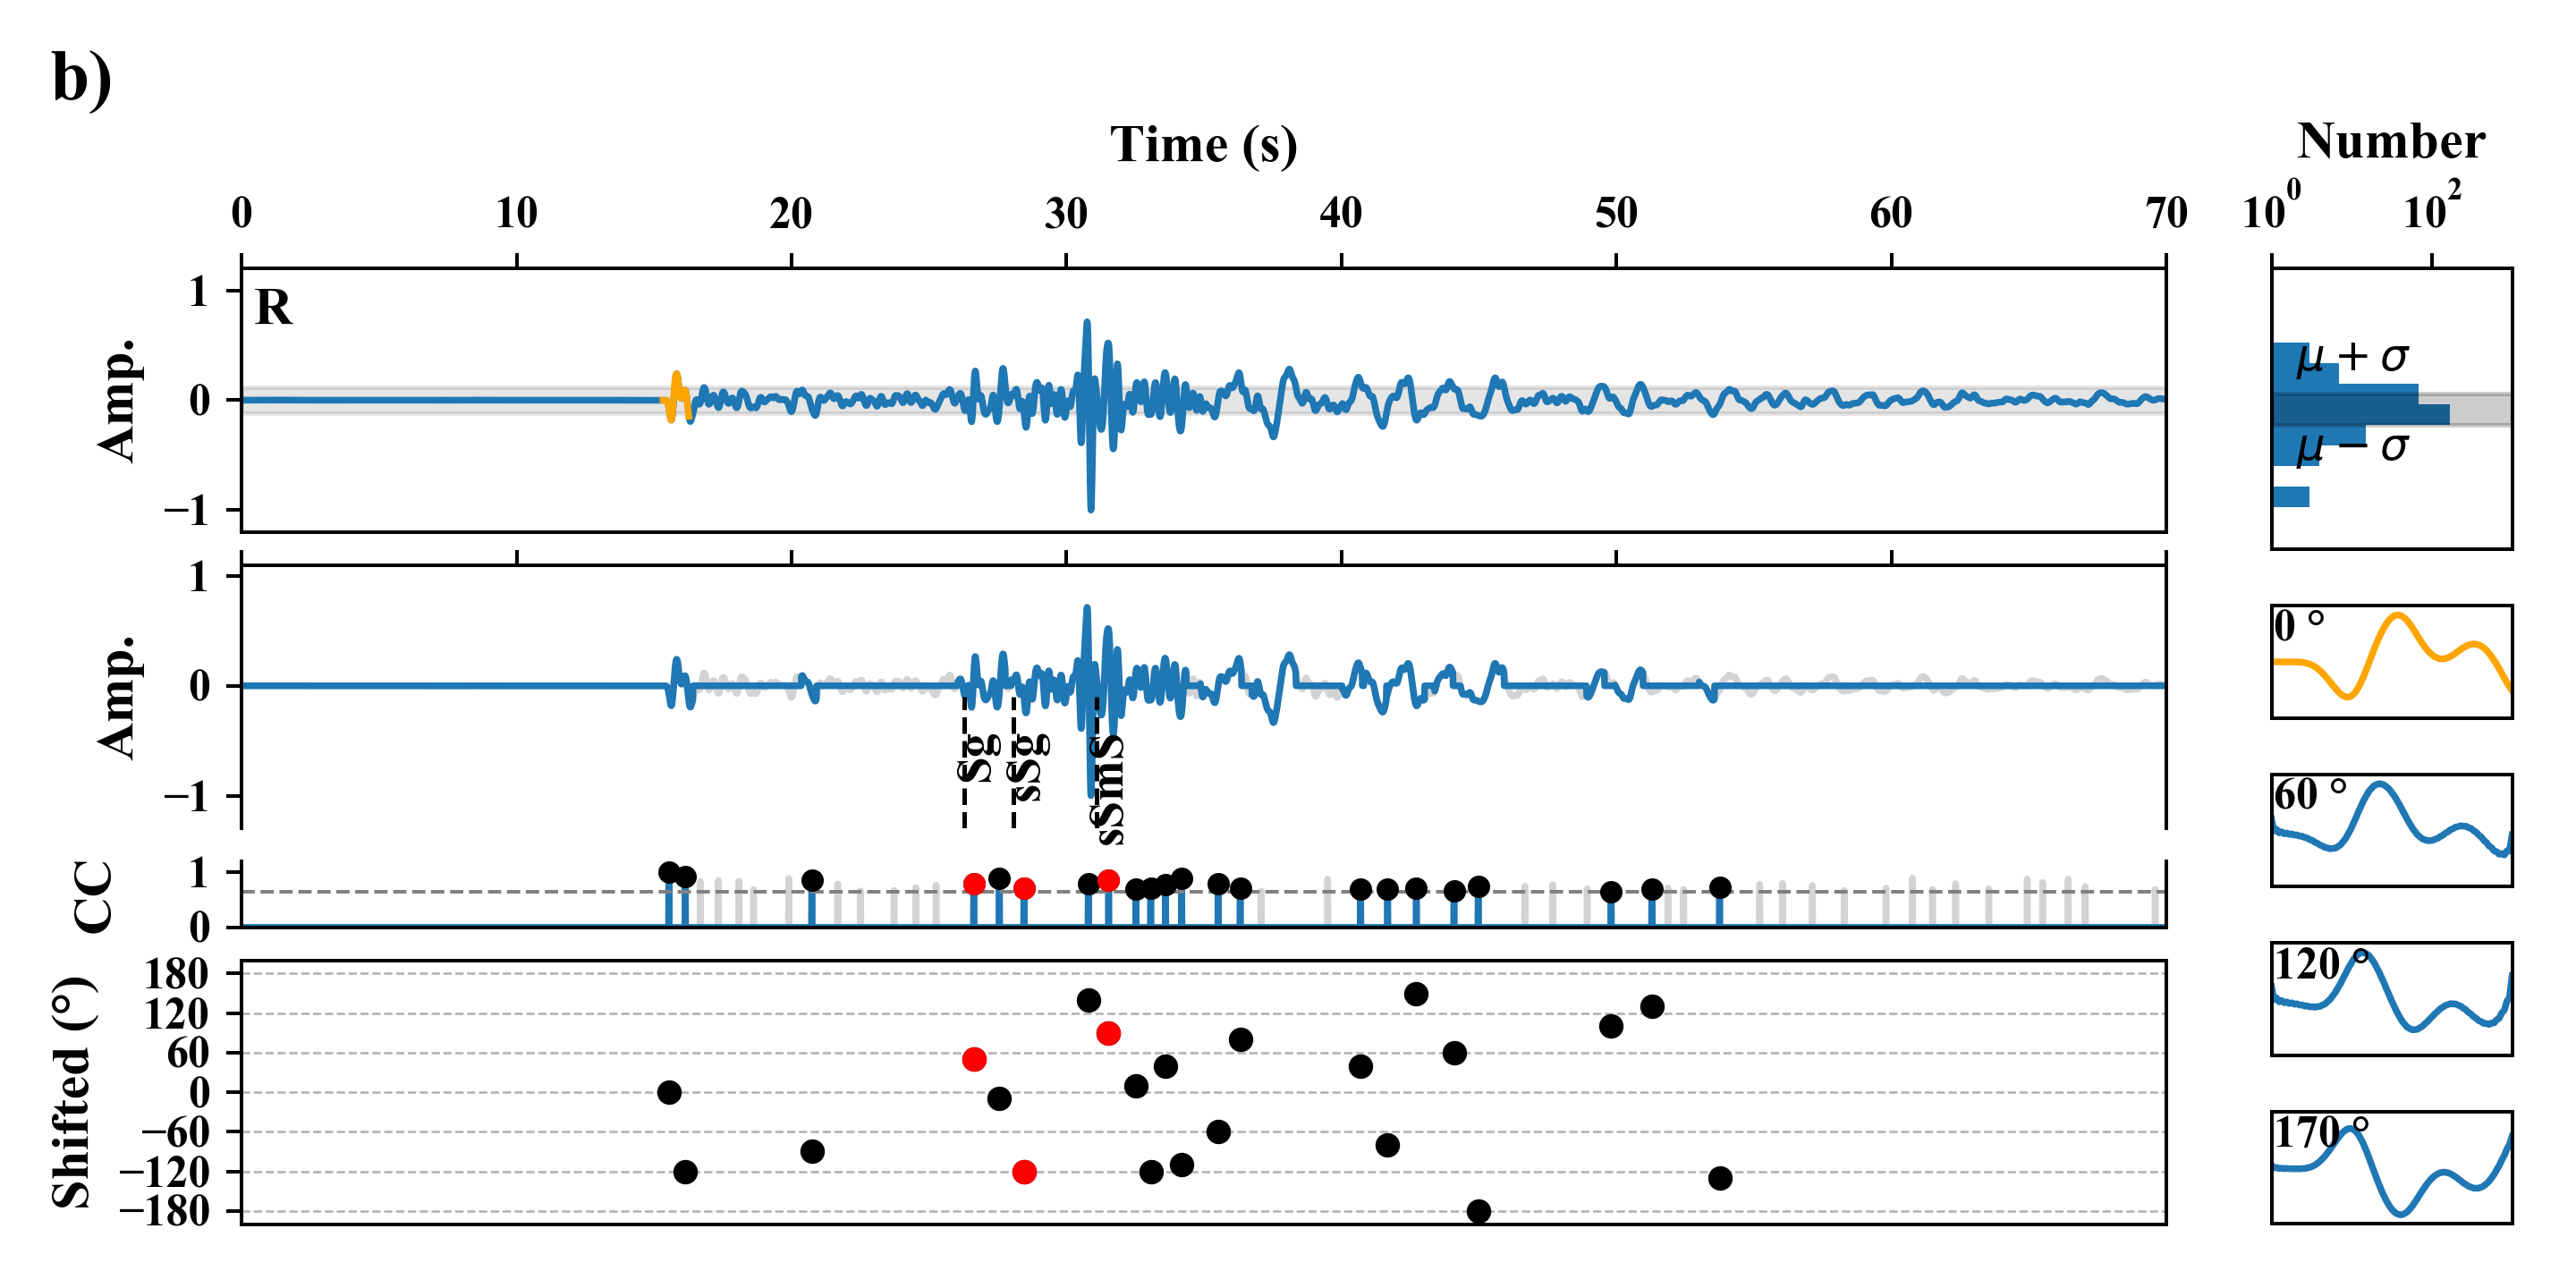 b)
Time (s)
Number
0 10 20 30 40 50 60 70
10^0 10^2
R
Amp.
1
0
−1
μ + σ
μ − σ
Amp.
1
0
−1
Sg
sSg
sSmS
0 °
60 °
CC
1
0
120 °
Shifted (°)
180
120
60
0
−60
−120
−180
170 °